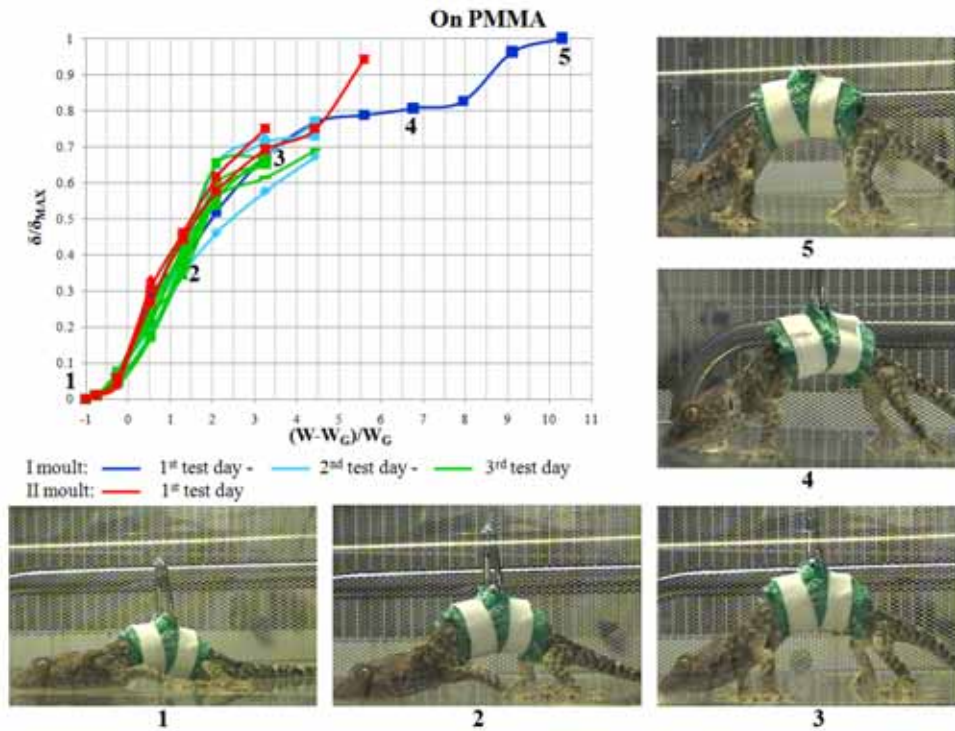 On PMMA
1
0.9
0.8
0.7
0.6
0.5
0.4
0.3
0.2
0.1
0
δ/δMAX
1
2
3
4
5
-1 0 1 2 3 4 5 6 7 8 9 10 11
(W-WG)/WG
I moult: 1st test day - 2nd test day - 3rd test day
II moult: 1st test day
5
4
1 2 3